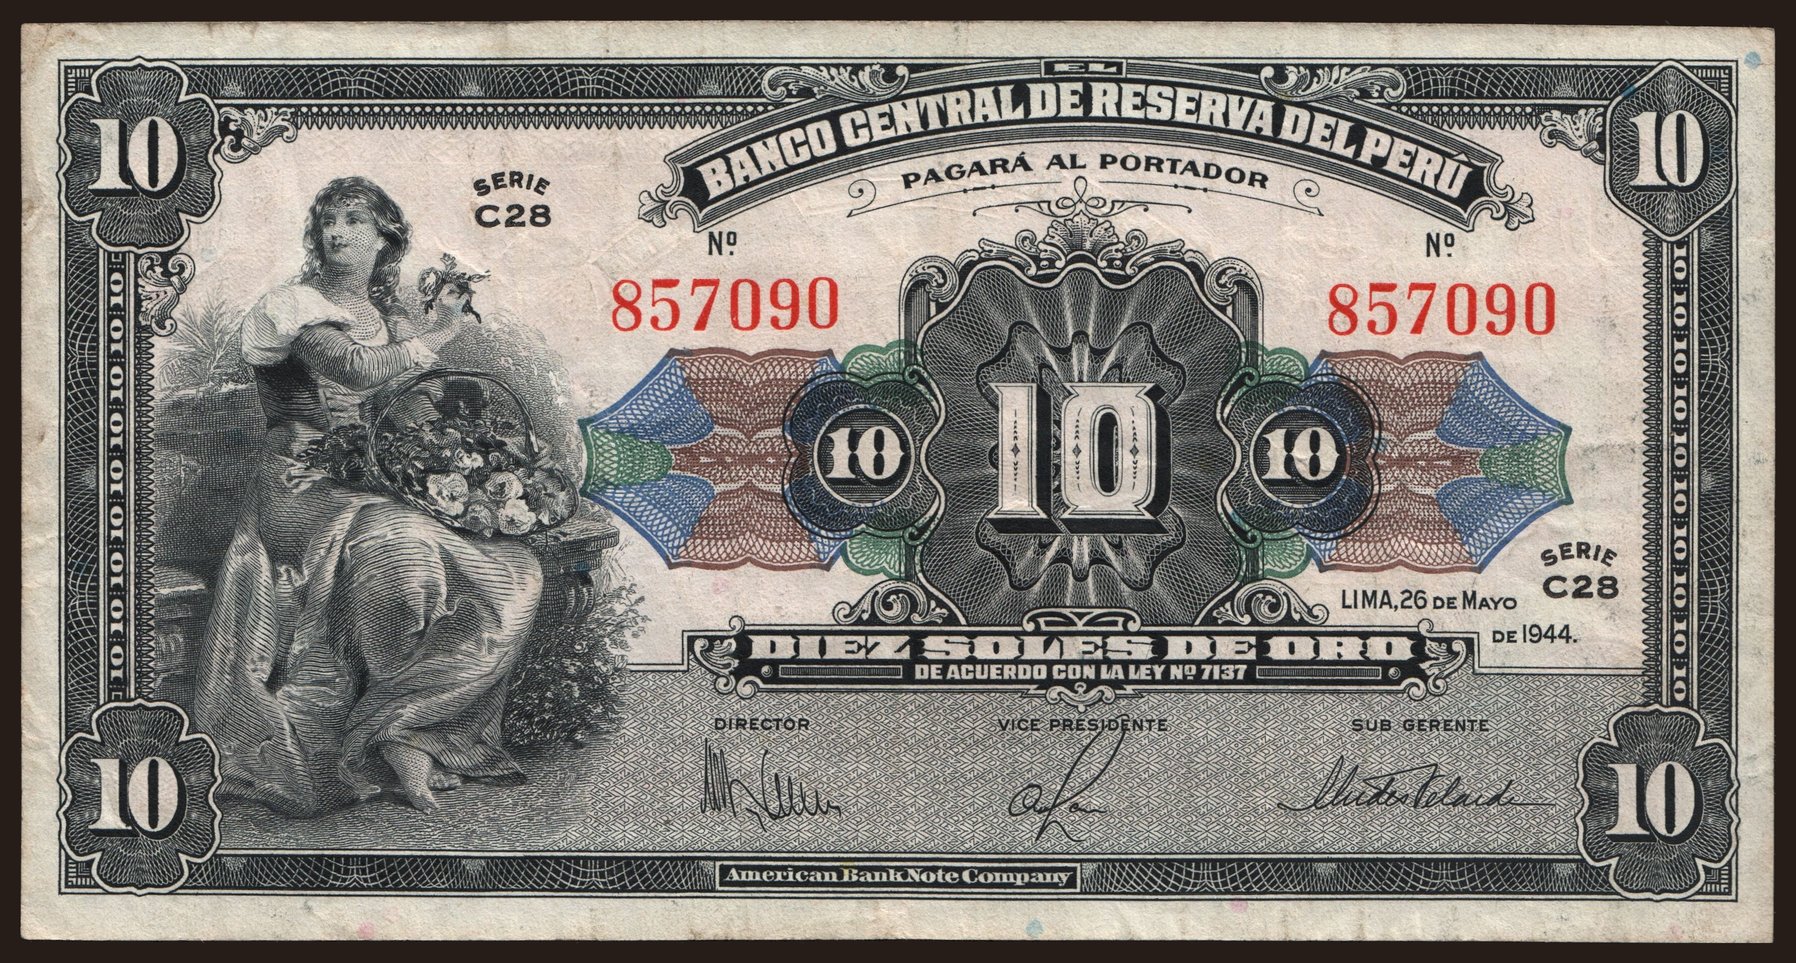 EL
BANCO CENTRAL DE RESERVA DEL PERÚ
PAGARÁ AL PORTADOR
10
10
SERIE
C28
Nº
Nº
857090
857090
10
10
10
SERIE
C28
LIMA, 26 DE MAYO
DE 1944.
DIEZ SOLES DE ORO
DE ACUERDO CON LA LEY Nº 7137
DIRECTOR
VICE PRESIDENTE
SUB GERENTE
10
10
American Bank Note Company